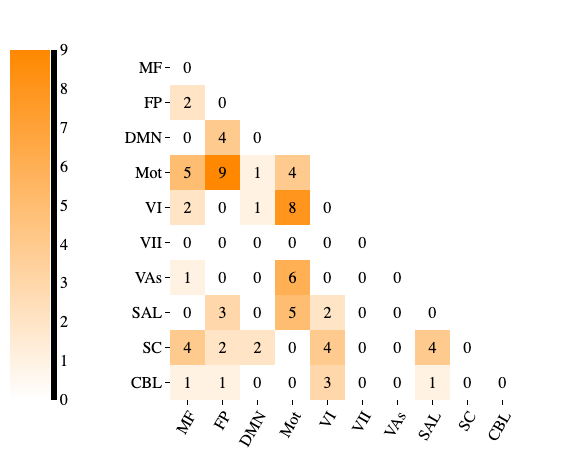 9
8
7
6
5
4
3
2
1
0
MF 0
FP 2 0
DMN 0 4 0
Mot 5 9 1 4
VI 2 0 1 8 0
VII 0 0 0 0 0 0
VAs 1 0 0 6 0 0 0
SAL 0 3 0 5 2 0 0 0
SC 4 2 2 0 4 0 0 4 0
CBL 1 1 0 0 3 0 0 1 0 0
MF FP DMN Mot VI VII VAs SAL SC CBL